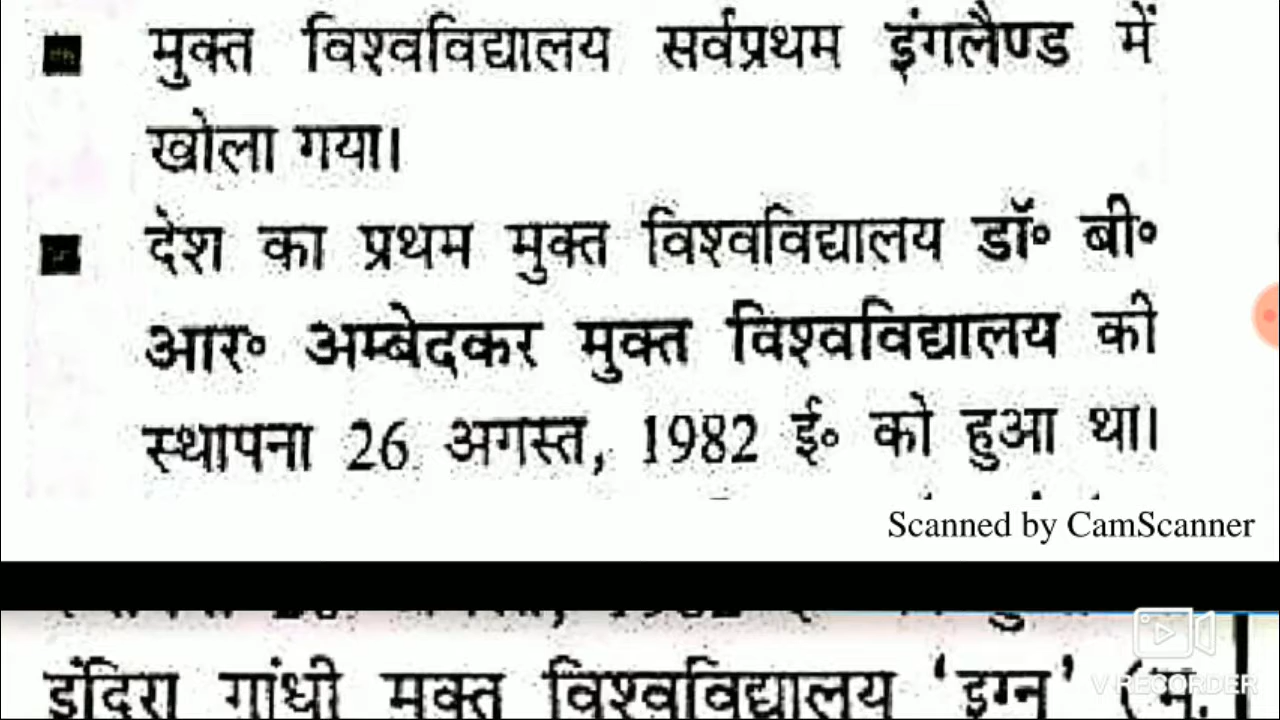 मुक्त विश्वविद्यालय सर्वप्रथम इंगलैण्ड में
खोला गया।
देश का प्रथम मुक्त विश्वविद्यालय डॉ॰ बी॰
आर॰ अम्बेदकर मुक्त विश्वविद्यालय की
स्थापना 26 अगस्त, 1982 ई॰ को हुआ था।
Scanned by CamScanner
इंदिरा गांधी मुक्त विश्वविद्यालय 'इग्नू' (मु.
V RECORDER